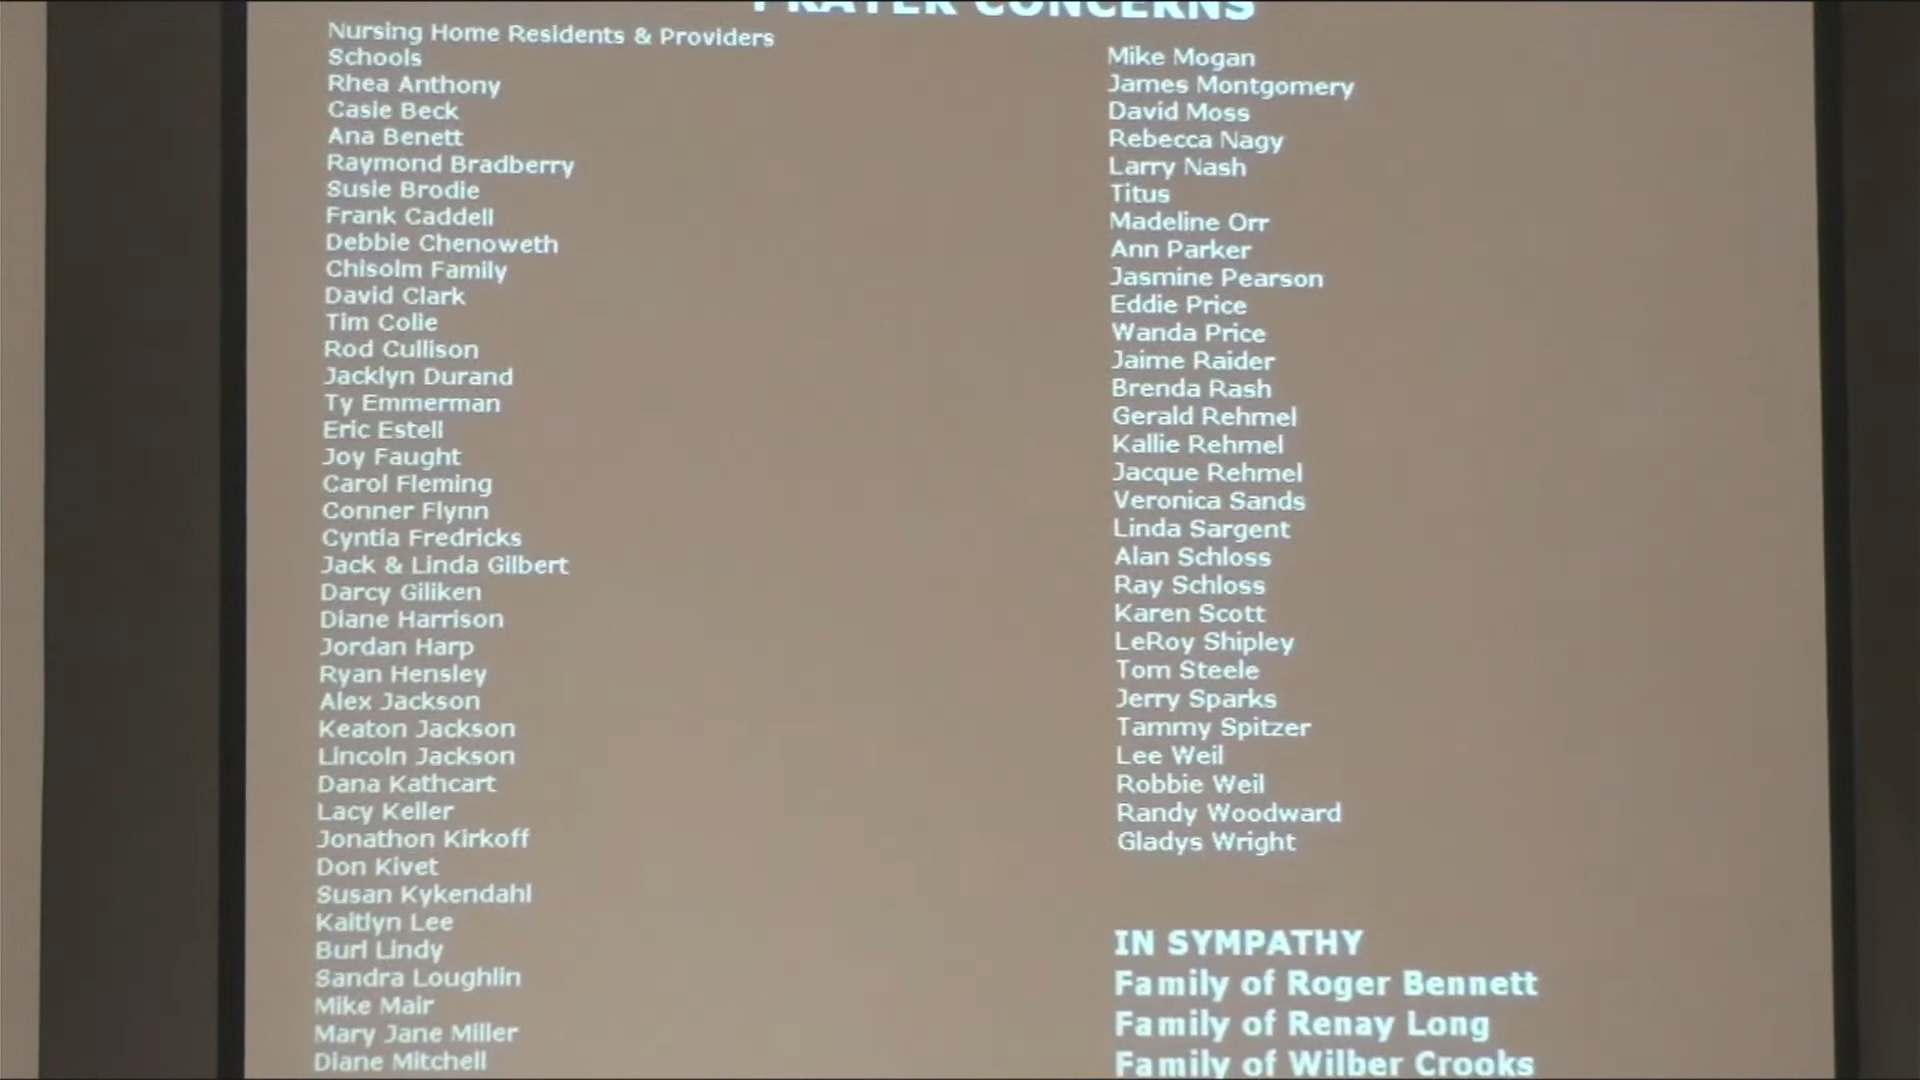 PRAYER CONCERNS
Nursing Home Residents & Providers
Schools
Rhea Anthony
Casie Beck
Ana Benett
Raymond Bradberry
Susie Brodie
Frank Caddell
Debbie Chenoweth
Chisolm Family
David Clark
Tim Colie
Rod Cullison
Jacklyn Durand
Ty Emmerman
Eric Estell
Joy Faught
Carol Fleming
Conner Flynn
Cyntia Fredricks
Jack & Linda Gilbert
Darcy Giliken
Diane Harrison
Jordan Harp
Ryan Hensley
Alex Jackson
Keaton Jackson
Lincoln Jackson
Dana Kathcart
Lacy Keller
Jonathon Kirkoff
Don Kivet
Susan Kykendahl
Kaitlyn Lee
Burl Lindy
Sandra Loughlin
Mike Mair
Mary Jane Miller
Diane Mitchell
Mike Mogan
James Montgomery
David Moss
Rebecca Nagy
Larry Nash
Titus
Madeline Orr
Ann Parker
Jasmine Pearson
Eddie Price
Wanda Price
Jaime Raider
Brenda Rash
Gerald Rehmel
Kallie Rehmel
Jacque Rehmel
Veronica Sands
Linda Sargent
Alan Schloss
Ray Schloss
Karen Scott
LeRoy Shipley
Tom Steele
Jerry Sparks
Tammy Spitzer
Lee Weil
Robbie Weil
Randy Woodward
Gladys Wright
IN SYMPATHY
Family of Roger Bennett
Family of Renay Long
Family of Wilber Crooks